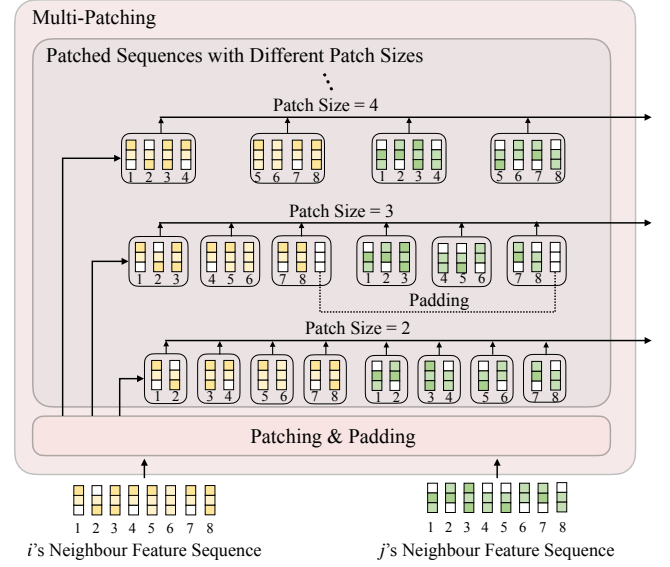 Multi-Patching
Patched Sequences with Different Patch Sizes
Patch Size = 4
1 2 3 4 5 6 7 8 1 2 3 4 5 6 7 8
Patch Size = 3
1 2 3 4 5 6 7 8 1 2 3 4 5 6 7 8
Padding
Patch Size = 2
1 2 3 4 5 6 7 8 1 2 3 4 5 6 7 8
Patching & Padding
1 2 3 4 5 6 7 8 1 2 3 4 5 6 7 8
i's Neighbour Feature Sequence j's Neighbour Feature Sequence